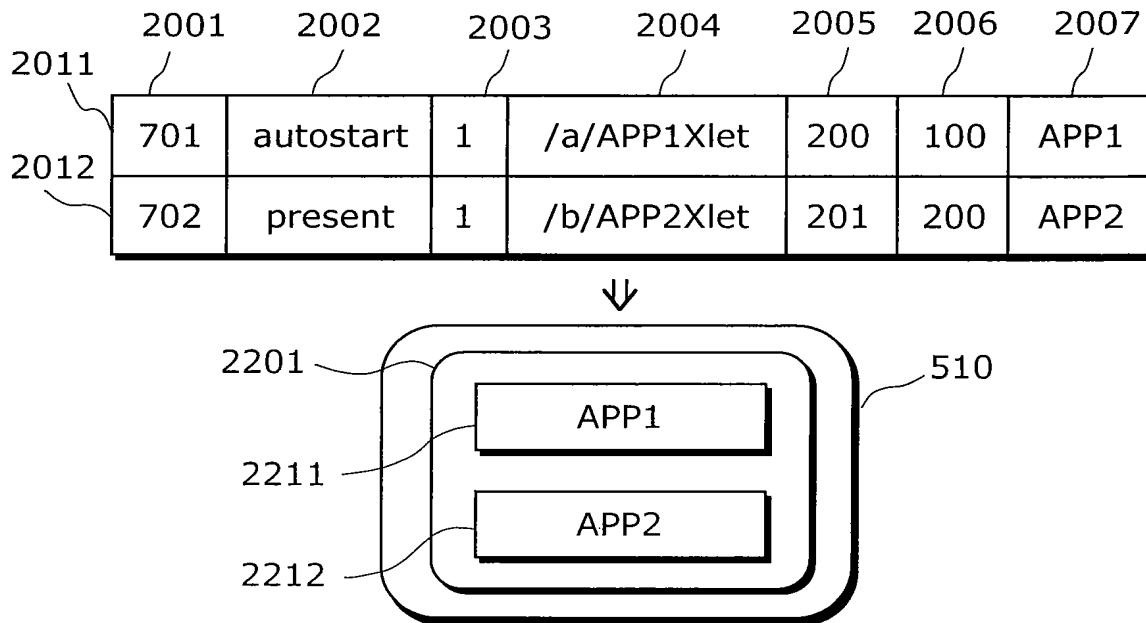 2001 2002 2003 2004 2005 2006 2007
2011
701 autostart 1 /a/APP1Xlet 200 100 APP1
2012
702 present 1 /b/APP2Xlet 201 200 APP2
⇓
2201
510
APP1
2211
APP2
2212